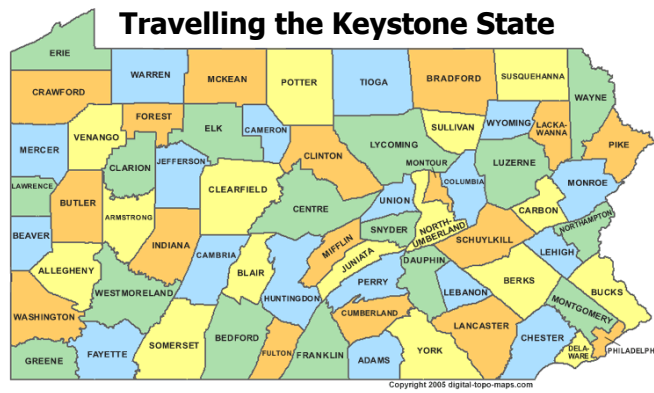 Travelling the Keystone State
ERIE
WARREN
MCKEAN
POTTER
TIOGA
BRADFORD
SUSQUEHANNA
WAYNE
CRAWFORD
FOREST
ELK
CAMERON
CLINTON
LYCOMING
SULLIVAN
WYOMING
LACKA-
WANNA
PIKE
MERCER
VENANGO
CLARION
JEFFERSON
CLEARFIELD
CENTRE
MONTOUR
UNION
COLUMBIA
LUZERNE
MONROE
LAWRENCE
BUTLER
ARMSTRONG
INDIANA
SNYDER
NORTH-
UMBERLAND
CARBON
NORTHAMPTON
BEAVER
ALLEGHENY
CAMBRIA
BLAIR
MIFFLIN
JUNIATA
DAUPHIN
SCHUYLKILL
LEHIGH
WESTMORELAND
HUNTINGDON
PERRY
LEBANON
BERKS
BUCKS
WASHINGTON
CUMBERLAND
LANCASTER
MONTGOMERY
GREENE
FAYETTE
SOMERSET
BEDFORD
FULTON
FRANKLIN
ADAMS
YORK
CHESTER
DELA-
WARE
PHILADELPH
Copyright 2005 digital-topo-maps.com